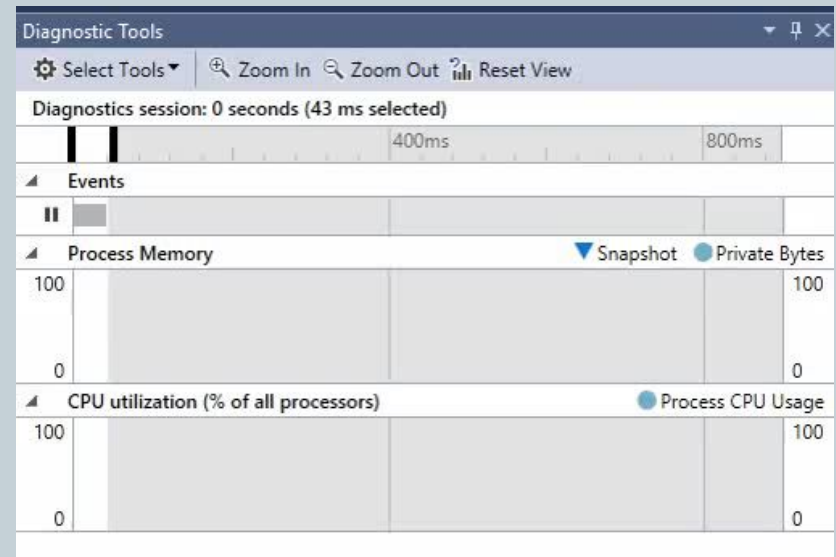 Diagnostic Tools
Select Tools Zoom In Zoom Out Reset View
Diagnostics session: 0 seconds (43 ms selected)
400ms 800ms
Events
Process Memory Snapshot Private Bytes
100 100
0 0
CPU utilization (% of all processors) Process CPU Usage
100 100
0 0